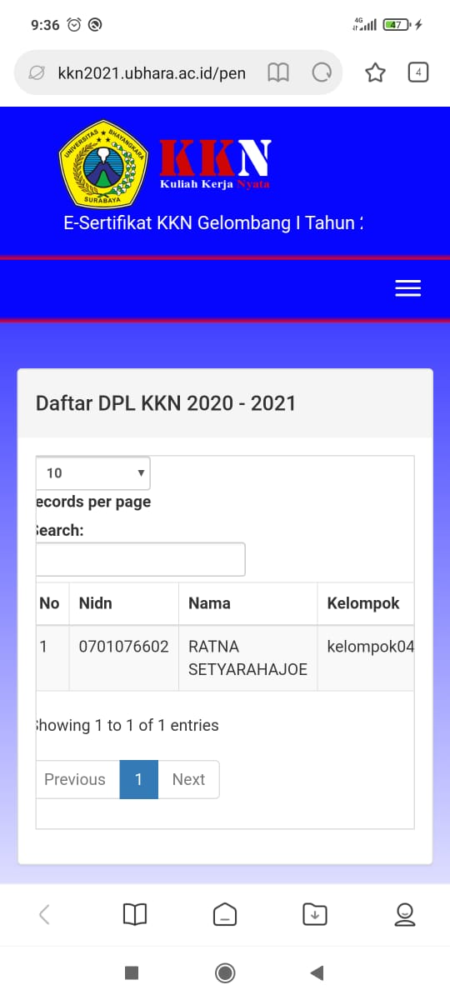 9:36
4G
47
kkn2021.ubhara.ac.id/pen
4
UNIVERSITAS BHAYANGKARA
SURABAYA
KKN
Kuliah Kerja Nyata
E-Sertifikat KKN Gelombang I Tahun
Daftar DPL KKN 2020 - 2021
10
ecords per page
Search:
No Nidn Nama Kelompok
1 0701076602 RATNA kelompok04
SETYARAHAJOE
Showing 1 to 1 of 1 entries
Previous 1 Next